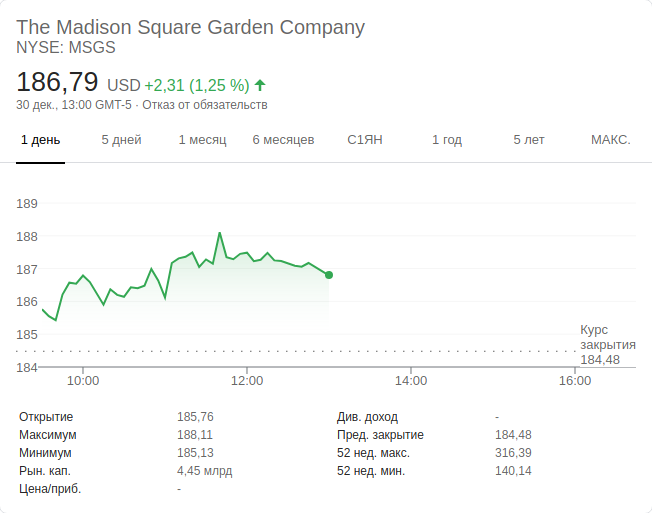 The Madison Square Garden Company
NYSE: MSGS
186,79 USD +2,31 (1,25 %)
30 дек., 13:00 GMT-5 · Отказ от обязательств
1 день 5 дней 1 месяц 6 месяцев С1ЯН 1 год 5 лет МАКС.
189
188
187
186
185
184
Курс
закрытия
184,48
10:00 12:00 14:00 16:00
Открытие 185,76
Максимум 188,11
Минимум 185,13
Рын. кап. 4,45 млрд
Цена/приб. -
Див. доход -
Пред. закрытие 184,48
52 нед. макс. 316,39
52 нед. мин. 140,14